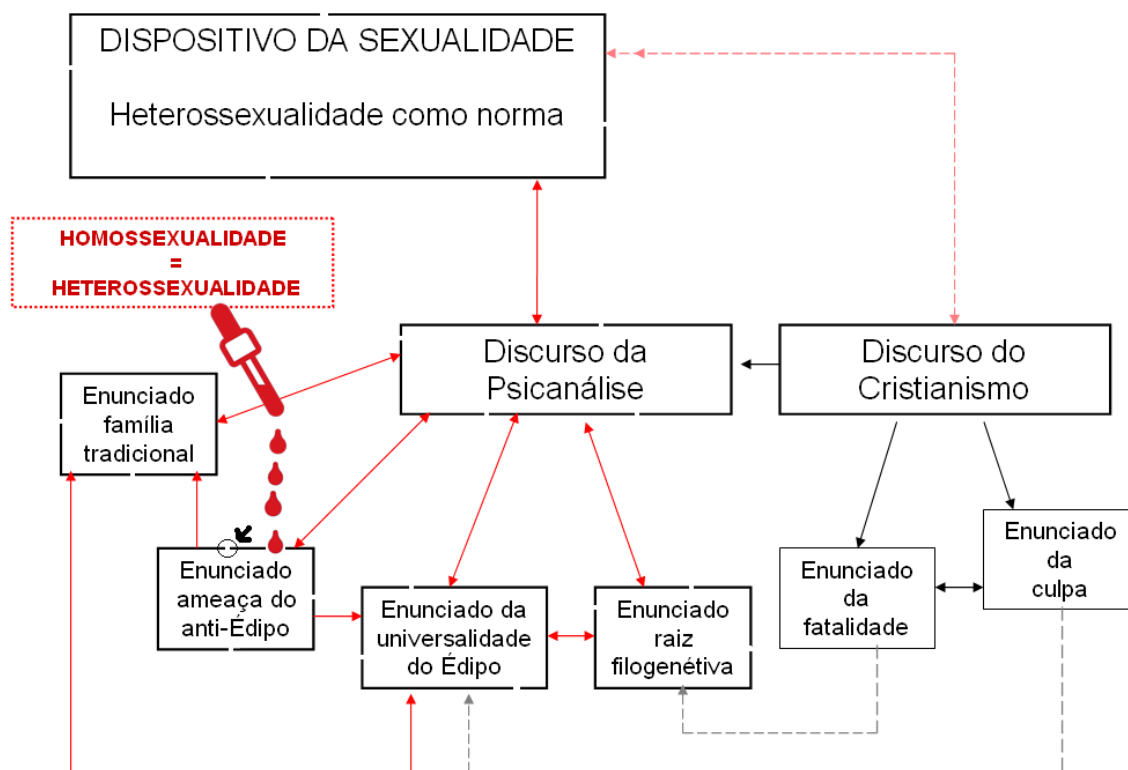 DISPOSITIVO DA SEXUALIDADE
Heterossexualidade como norma
HOMOSSEXUALIDADE
=
HETEROSSEXUALIDADE
Discurso da
Psicanálise
Discurso do
Cristianismo
Enunciado
família
tradicional
Enunciado
ameaça do
anti-Édipo
Enunciado da
universalidade
do Édipo
Enunciado
raiz
filogenétiva
Enunciado
da
fatalidade
Enunciado
da
culpa